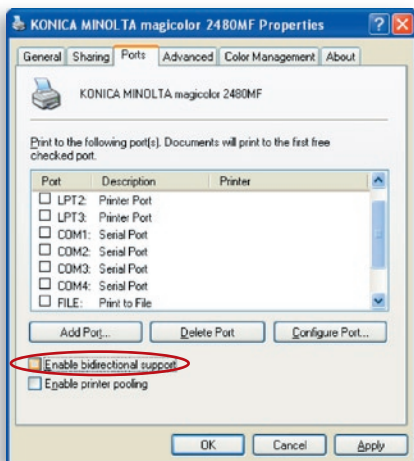 KONICA MINOLTA magicolor 2480MF Properties
General Sharing Ports Advanced Color Management About
KONICA MINOLTA magicolor 2480MF
Print to the following port(s). Documents will print to the first free
checked port.
Port Description Printer
LPT2: Printer Port
LPT3: Printer Port
COM1: Serial Port
COM2: Serial Port
COM3: Serial Port
COM4: Serial Port
FILE: Print to File
Add Port... Delete Port Configure Port...
Enable bidirectional support
Enable printer pooling
OK Cancel Apply